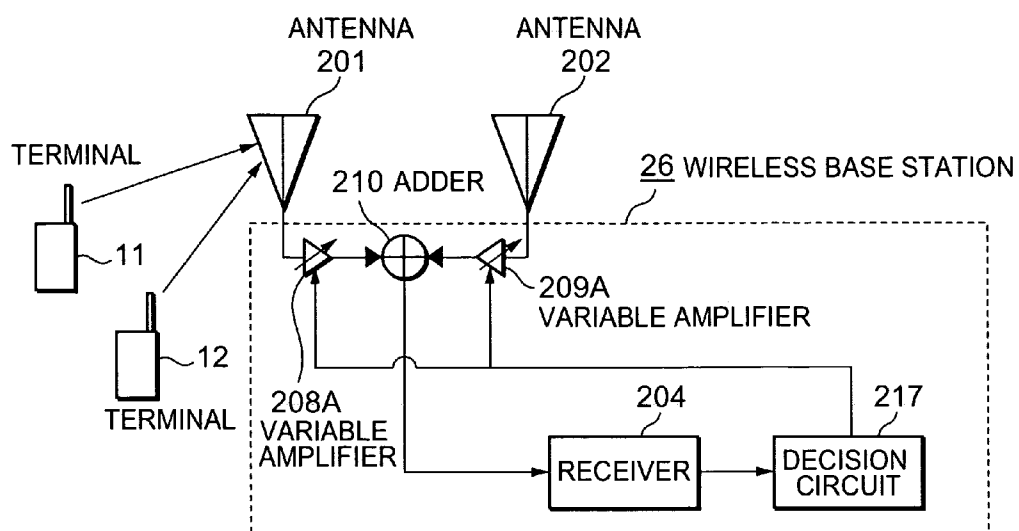 ANTENNA
201
ANTENNA
202
TERMINAL
210 ADDER
26 WIRELESS BASE STATION
11
209A
VARIABLE AMPLIFIER
12
TERMINAL
208A
VARIABLE
AMPLIFIER
204
217
RECEIVER
DECISION
CIRCUIT